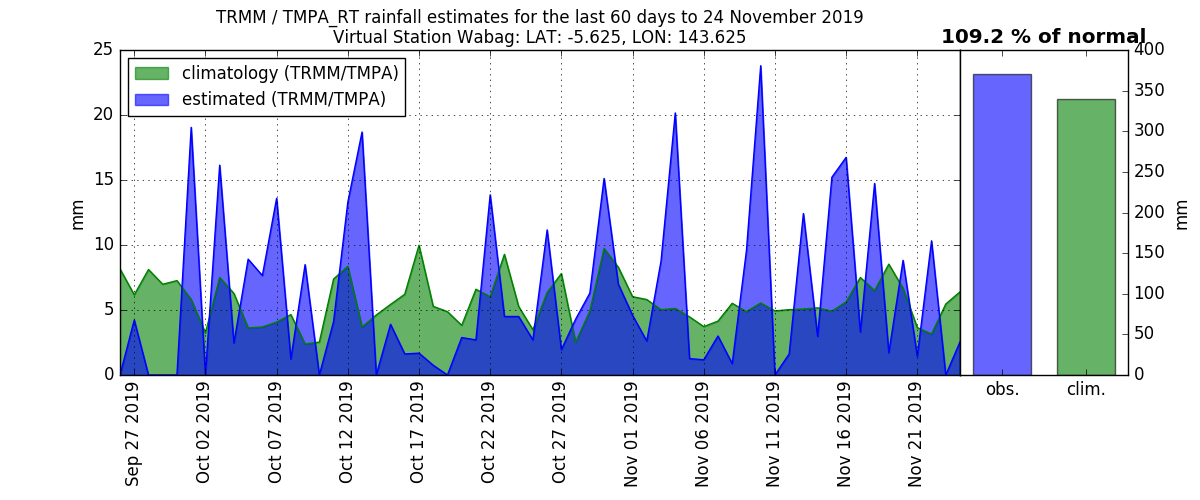 TRMM / TMPA_RT rainfall estimates for the last 60 days to 24 November 2019
Virtual Station Wabag: LAT: -5.625, LON: 143.625
109.2 % of normal
climatology (TRMM/TMPA)
estimated (TRMM/TMPA)
mm
25
20
15
10
5
0
Sep 27 2019
Oct 02 2019
Oct 07 2019
Oct 12 2019
Oct 17 2019
Oct 22 2019
Oct 27 2019
Nov 01 2019
Nov 06 2019
Nov 11 2019
Nov 16 2019
Nov 21 2019
obs.
clim.
400
350
300
250
200
150
100
50
0
mm